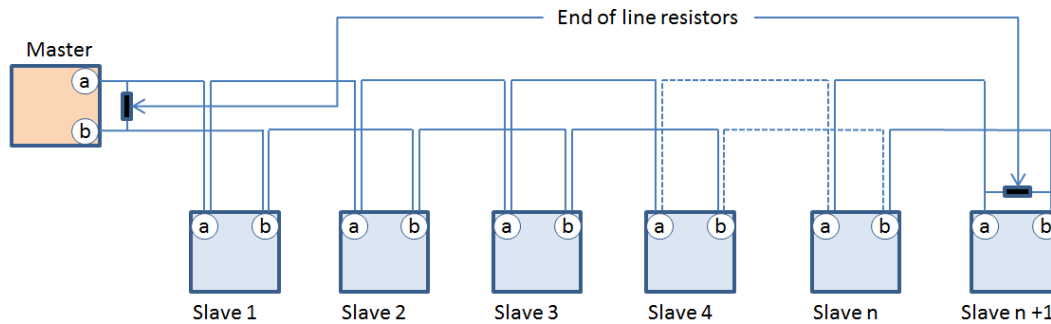 End of line resistors
Master
a
b
a b a b a b a b a b a b
Slave 1 Slave 2 Slave 3 Slave 4 Slave n Slave n +1